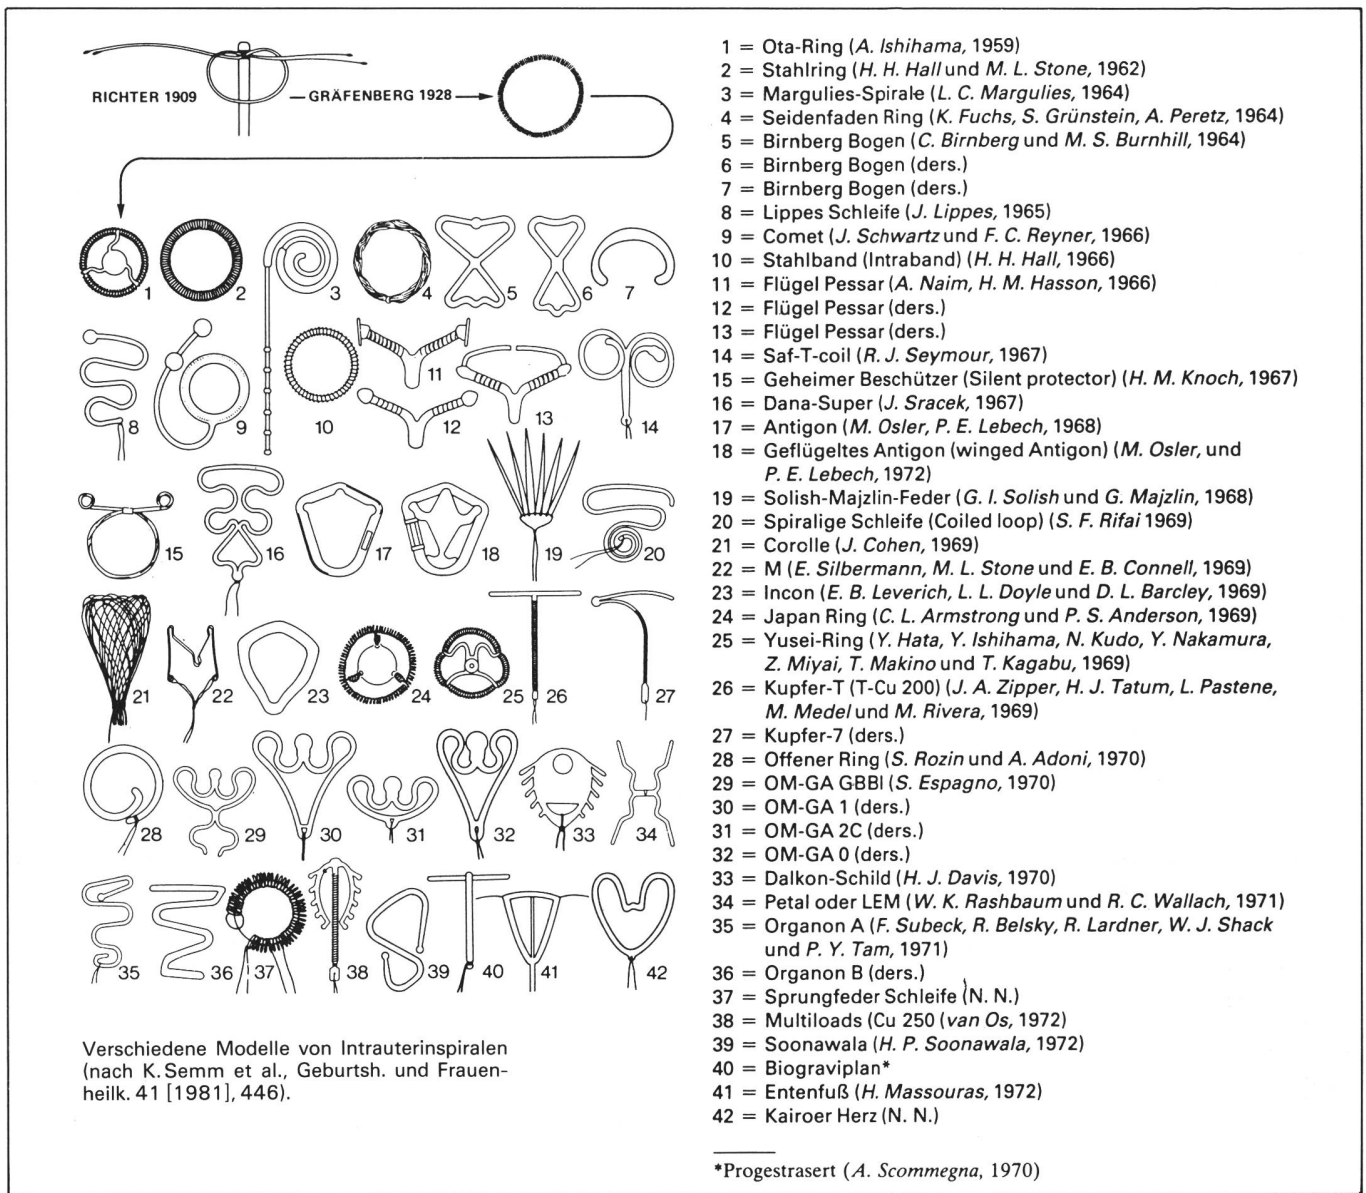 RICHTER 1909
GRÄFENBERG 1928
1 2 3 4 5 6 7
8 9 10 11 12 13 14
15 16 17 18 19 20
21 22 23 24 25 26 27
28 29 30 31 32 33 34
35 36 37 38 39 40 41 42
Verschiedene Modelle von Intrauterinspiralen
(nach K. Semm et al., Geburtsh. und Frauen-
heilk. 41 [1981], 446).
1 = Ota-Ring (A. Ishihama, 1959)
2 = Stahlring (H. H. Hall und M. L. Stone, 1962)
3 = Margulies-Spirale (L. C. Margulies, 1964)
4 = Seidenfaden Ring (K. Fuchs, S. Grünstein, A. Peretz, 1964)
5 = Birnberg Bogen (C. Birnberg und M. S. Burnhill, 1964)
6 = Birnberg Bogen (ders.)
7 = Birnberg Bogen (ders.)
8 = Lippes Schleife (J. Lippes, 1965)
9 = Comet (J. Schwartz und F. C. Reyner, 1966)
10 = Stahlband (Intraband) (H. H. Hall, 1966)
11 = Flügel Pessar (A. Naim, H. M. Hasson, 1966)
12 = Flügel Pessar (ders.)
13 = Flügel Pessar (ders.)
14 = Saf-T-coil (R. J. Seymour, 1967)
15 = Geheimer Beschützer (Silent protector) (H. M. Knoch, 1967)
16 = Dana-Super (J. Sracek, 1967)
17 = Antigon (M. Osler, P. E. Lebech, 1968)
18 = Geflügeltes Antigon (winged Antigon) (M. Osler, und
P. E. Lebech, 1972)
19 = Solish-Majzlin-Feder (G. I. Solish und G. Majzlin, 1968)
20 = Spiralige Schleife (Coiled loop) (S. F. Rifai 1969)
21 = Corolle (J. Cohen, 1969)
22 = M (E. Silbermann, M. L. Stone und E. B. Connell, 1969)
23 = Incon (E. B. Leverich, L. L. Doyle und D. L. Barcley, 1969)
24 = Japan Ring (C. L. Armstrong und P. S. Anderson, 1969)
25 = Yusei-Ring (Y. Hata, Y. Ishihama, N. Kudo, Y. Nakamura,
Z. Miyai, T. Makino und T. Kagabu, 1969)
26 = Kupfer-T (T-Cu 200) (J. A. Zipper, H. J. Tatum, L. Pastene,
M. Medel und M. Rivera, 1969)
27 = Kupfer-7 (ders.)
28 = Offener Ring (S. Rozin und A. Adoni, 1970)
29 = OM-GA GBBI (S. Espagno, 1970)
30 = OM-GA 1 (ders.)
31 = OM-GA 2C (ders.)
32 = OM-GA 0 (ders.)
33 = Dalkon-Schild (H. J. Davis, 1970)
34 = Petal oder LEM (W. K. Rashbaum und R. C. Wallach, 1971)
35 = Organon A (F. Subeck, R. Belsky, R. Lardner, W. J. Shack
und P. Y. Tam, 1971)
36 = Organon B (ders.)
37 = Sprungfeder Schleife (N. N.)
38 = Multiloads (Cu 250 (van Os, 1972)
39 = Soonawala (H. P. Soonawala, 1972)
40 = Biograviplan*
41 = Entenfuß (H. Massouras, 1972)
42 = Kairoer Herz (N. N.)
*Progestrasert (A. Scommegna, 1970)